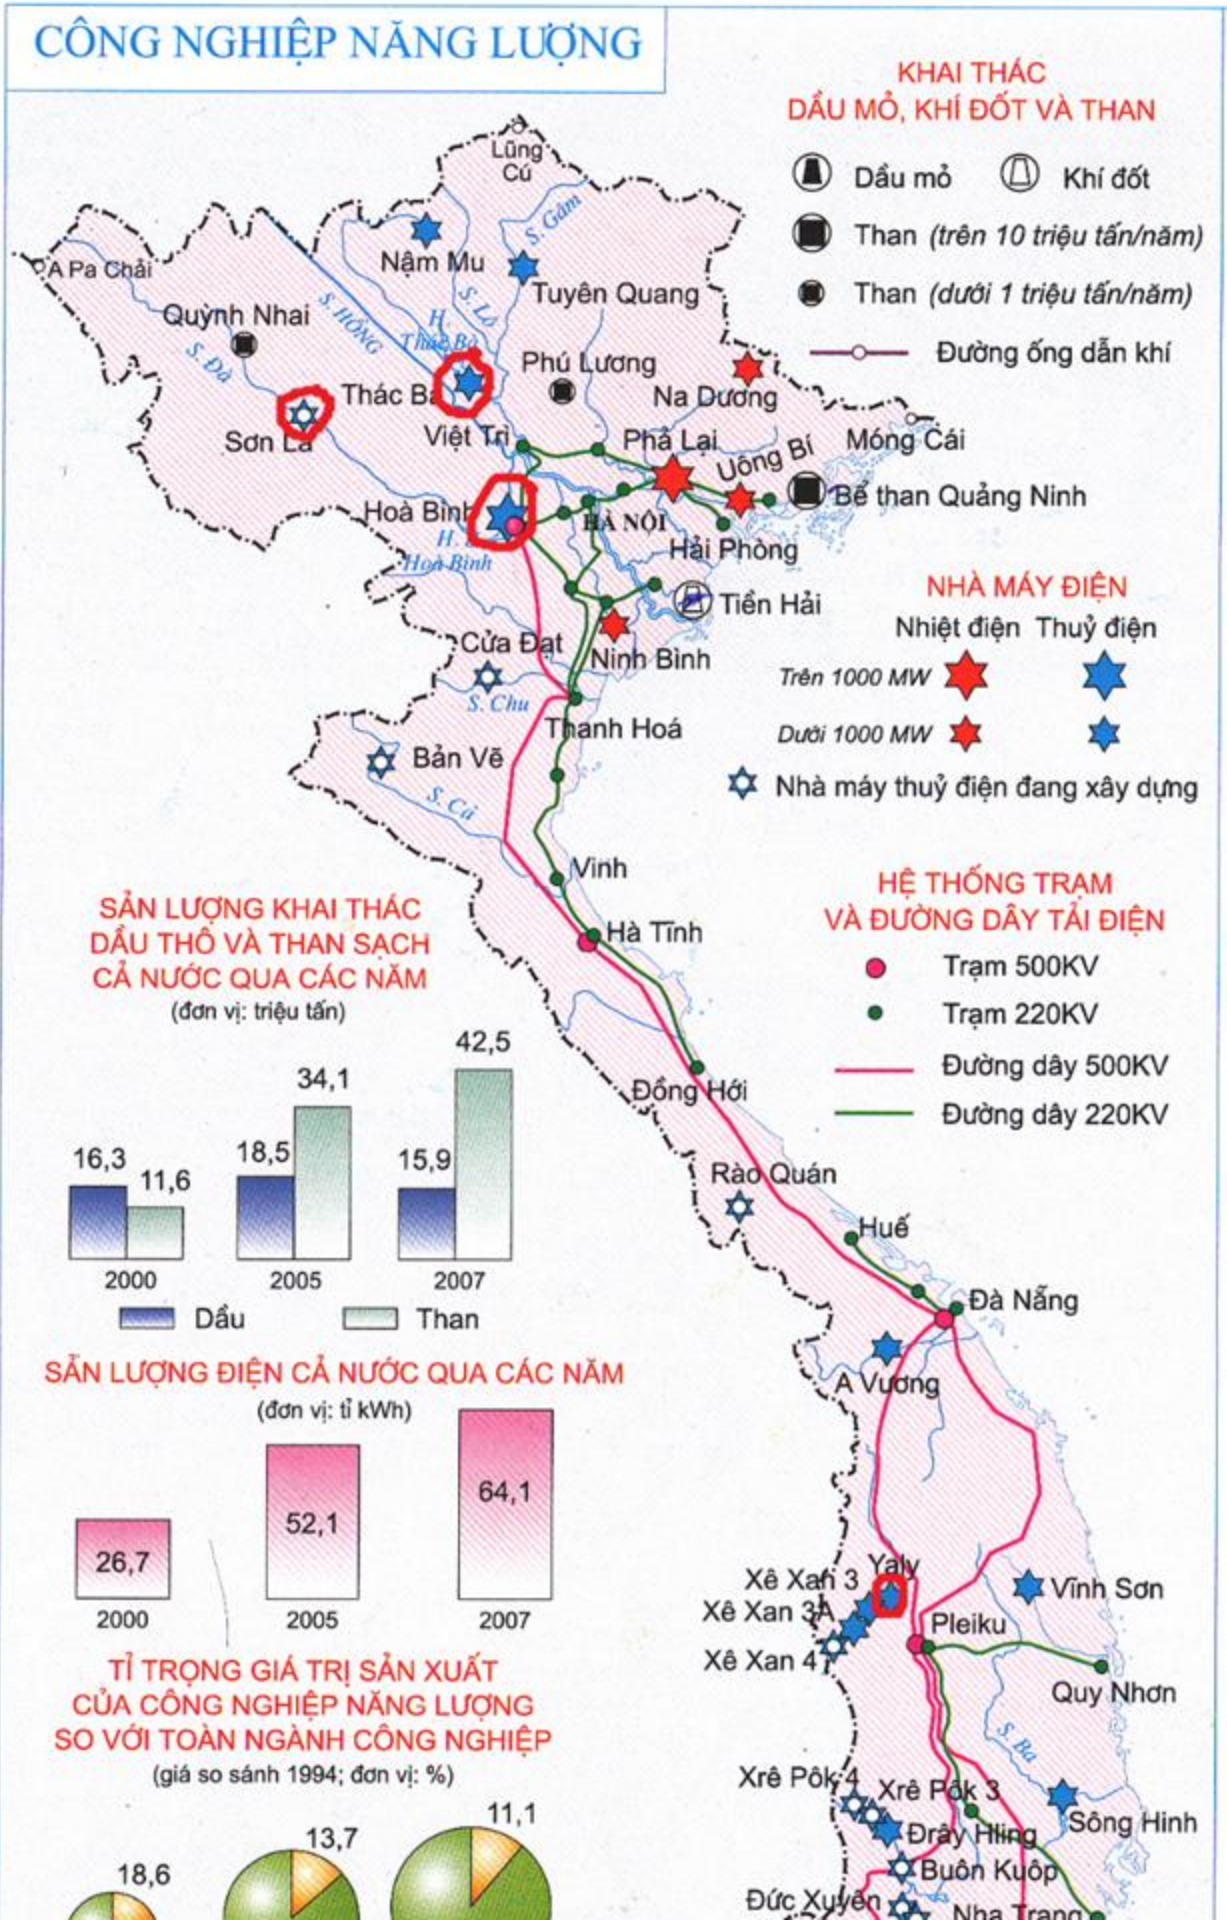 CÔNG NGHIỆP NĂNG LƯỢNG
KHAI THÁC
DẦU MỎ, KHÍ ĐỐT VÀ THAN
Dầu mỏ
Khí đốt
Than (trên 10 triệu tấn/năm)
Than (dưới 1 triệu tấn/năm)
Đường ống dẫn khí
Lũng
Cú
S. Gâm
A Pa Chải
Nậm Mu
Tuyên Quang
S. Lô
S. HỒNG
Quỳnh Nhai
S. Đà
H.
Thác Bà
Phú Lương
Na Dương
Thác Bà
Sơn La
Việt Trì
Phả Lại
Uông Bí
Móng Cái
Bể than Quảng Ninh
Hoà Bình
HÀ NỘI
H.
Hoà Bình
Hải Phòng
Tiền Hải
Ninh Bình
Cửa Đạt
S. Chu
Thanh Hoá
Bản Vẽ
S. Cả
NHÀ MÁY ĐIỆN
Nhiệt điện Thuỷ điện
Trên 1000 MW
Dưới 1000 MW
Nhà máy thuỷ điện đang xây dựng
Vinh
Hà Tĩnh
HỆ THỐNG TRẠM
VÀ ĐƯỜNG DÂY TẢI ĐIỆN
Trạm 500KV
Trạm 220KV
Đường dây 500KV
Đường dây 220KV
Đồng Hới
Rào Quán
Huế
Đà Nẵng
A Vương
SẢN LƯỢNG KHAI THÁC
DẦU THÔ VÀ THAN SẠCH
CẢ NƯỚC QUA CÁC NĂM
(đơn vị: triệu tấn)
42,5
34,1
16,3
11,6
18,5
15,9
2000
2005
2007
Dầu
Than
SẢN LƯỢNG ĐIỆN CẢ NƯỚC QUA CÁC NĂM
(đơn vị: tỉ kWh)
26,7
52,1
64,1
2000
2005
2007
Yaly
Xê Xan 3
Xê Xan 3A
Xê Xan 4
Vĩnh Sơn
Pleiku
Quy Nhơn
S. Ba
Xrê Pôk 4
Xrê Pôk 3
Đrây Hling
Sông Hinh
Buôn Kuôp
Đức Xuyên
Nha Trang
TỈ TRỌNG GIÁ TRỊ SẢN XUẤT
CỦA CÔNG NGHIỆP NĂNG LƯỢNG
SO VỚI TOÀN NGÀNH CÔNG NGHIỆP
(giá so sánh 1994; đơn vị: %)
18,6
13,7
11,1